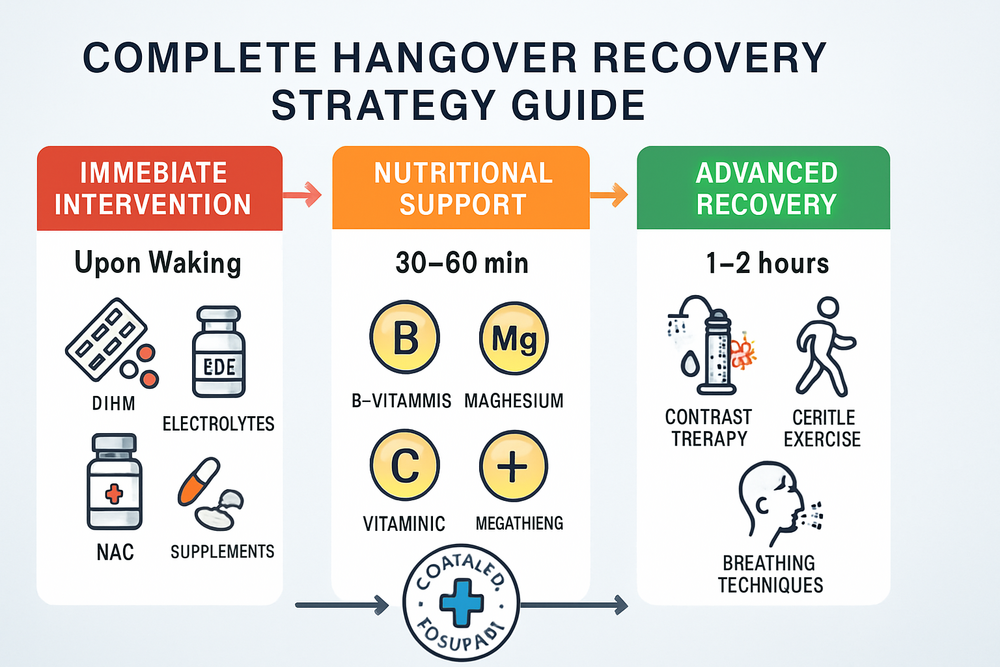 COMPLETE HANGOVER RECOVERY
STRATEGY GUIDE
IMMEBIATE
INTERVENTION
Upon Waking
DIHM
EDE
ELECTROLYTES
NAC
SUPPLEMENTS
NUTRITIONAL
SUPPORT
30–60 min
B
Mg
B–VITAMMIS
MAGHESIUM
C
+
VITAMINIC
MEGATHIENG
ADVANCED
RECOVERY
1–2 hours
CONTRAST
TRERAPY
CERITLE
EXERCISE
BREATHING
TECHNIQUES
COATALED.
FOSUPADT